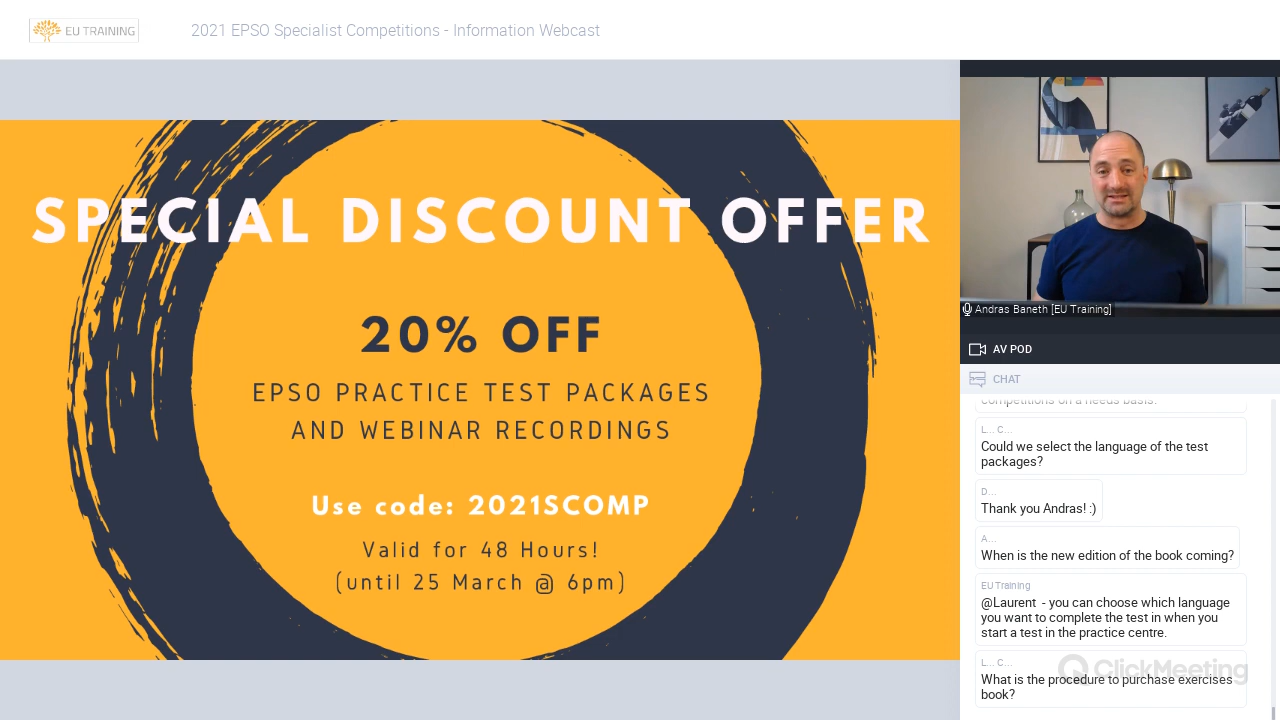 EU TRAINING
2021 EPSO Specialist Competitions - Information Webcast
SPECIAL DISCOUNT OFFER
20% OFF
EPSO PRACTICE TEST PACKAGES
AND WEBINAR RECORDINGS
Use code: 2021SCOMP
Valid for 48 Hours!
(until 25 March @ 6pm)
Andras Baneth [EU Training]
AV POD
CHAT
competitions on a needs basis.
L... C...
Could we select the language of the test
packages?
D...
Thank you Andras! :)
A...
When is the new edition of the book coming?
EU Training
@Laurent - you can choose which language
you want to complete the test in when you
start a test in the practice centre.
L... C...
What is the procedure to purchase exercises
book?
ClickMeeting